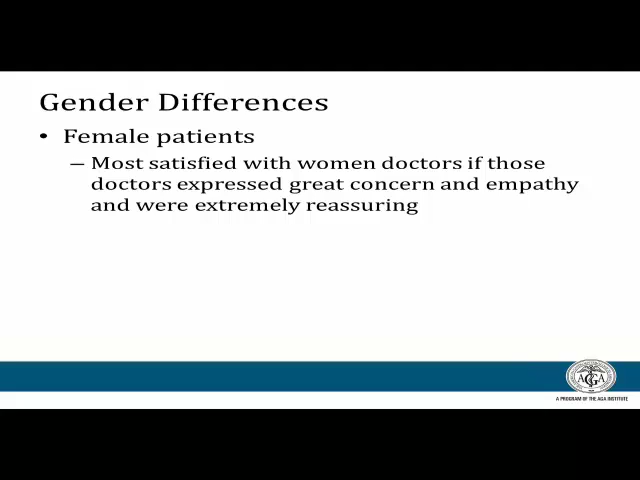 Gender Differences
• Female patients
– Most satisfied with women doctors if those
doctors expressed great concern and empathy
and were extremely reassuring
AGA
A PROGRAM OF THE AGA INSTITUTE